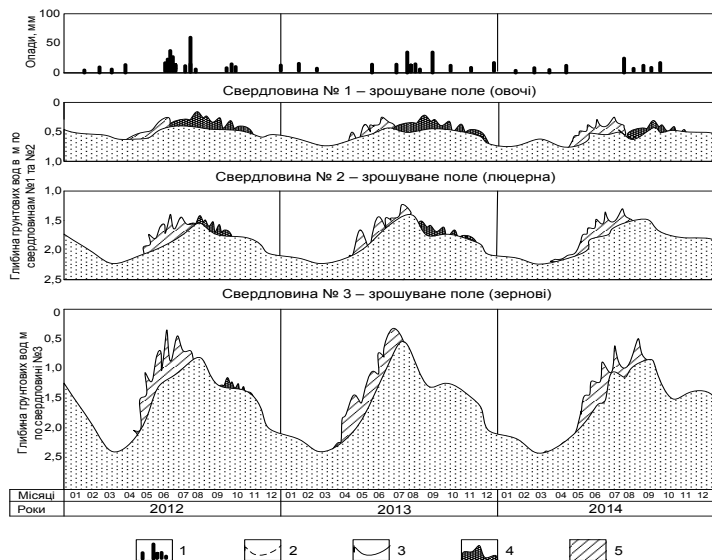 Опади, мм
100
50
0
Свердловина № 1 – зрошуване поле (овочі)
Глибина грунтових вод в м по
свердловинам №1 та №2
0
0,5
1,0
Свердловина № 2 – зрошуване поле (люцерна)
1,0
1,5
2,0
2,5
Свердловина № 3 – зрошуване поле (зернові)
Глибина грунтових вод м
по свердловині №3
0
0,5
1,0
1,5
2,0
2,5
Місяці 01 02 03 04 05 06 07 08 09 10 11 12 01 02 03 04 05 06 07 08 09 10 11 12 01 02 03 04 05 06 07 08 09 10 11 12
Роки 2012 2013 2014
1 2 3 4 5